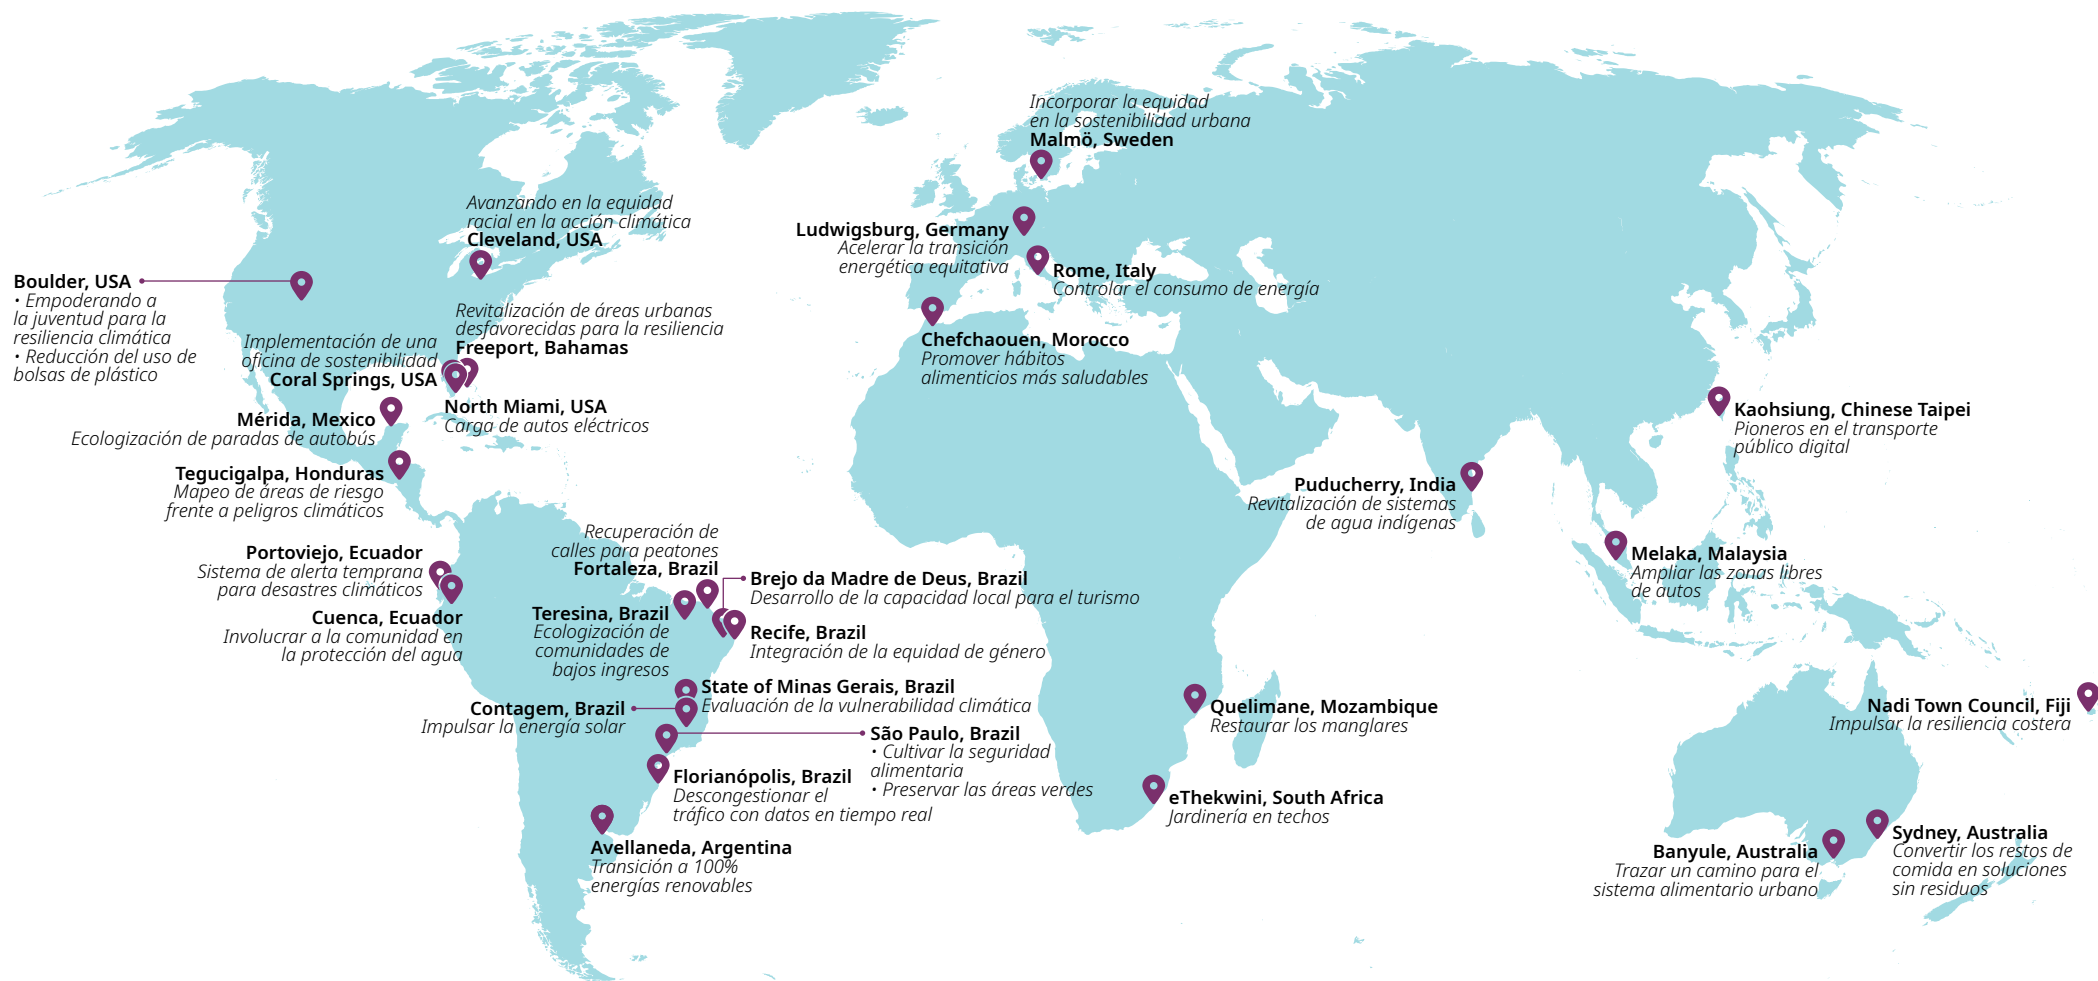 Incorporar la equidad
en la sostenibilidad urbana
Malmö, Sweden
Avanzando en la equidad
racial en la acción climática
Cleveland, USA
Ludwigsburg, Germany
Acelerar la transición
energética equitativa
Rome, Italy
Controlar el consumo de energía
Boulder, USA
• Empoderando a
la juventud para la
resiliencia climática
• Reducción del uso de
bolsas de plástico
Revitalización de áreas urbanas
desfavorecidas para la resiliencia
Freeport, Bahamas
Implementación de una
oficina de sostenibilidad
Coral Springs, USA
Chefchaouen, Morocco
Promover hábitos
alimenticios más saludables
North Miami, USA
Carga de autos eléctricos
Mérida, Mexico
Ecologización de paradas de autobús
Kaohsiung, Chinese Taipei
Pioneros en el transporte
público digital
Tegucigalpa, Honduras
Mapeo de áreas de riesgo
frente a peligros climáticos
Puducherry, India
Revitalización de sistemas
de agua indígenas
Recuperación de
calles para peatones
Fortaleza, Brazil
Portoviejo, Ecuador
Sistema de alerta temprana
para desastres climáticos
Melaka, Malaysia
Ampliar las zonas libres
de autos
Brejo da Madre de Deus, Brazil
Desarrollo de la capacidad local para el turismo
Cuenca, Ecuador
Involucrar a la comunidad en
la protección del agua
Teresina, Brazil
Ecologización de
comunidades de
bajos ingresos
Recife, Brazil
Integración de la equidad de género
State of Minas Gerais, Brazil
Evaluación de la vulnerabilidad climática
Contagem, Brazil
Impulsar la energía solar
Quelimane, Mozambique
Restaurar los manglares
Nadi Town Council, Fiji
Impulsar la resiliencia costera
São Paulo, Brazil
• Cultivar la seguridad
alimentaria
• Preservar las áreas verdes
Florianópolis, Brazil
Descongestionar el
tráfico con datos en tiempo real
eThekwini, South Africa
Jardinería en techos
Avellaneda, Argentina
Transición a 100%
energías renovables
Banyule, Australia
Trazar un camino para el
sistema alimentario urbano
Sydney, Australia
Convertir los restos de
comida en soluciones
sin residuos